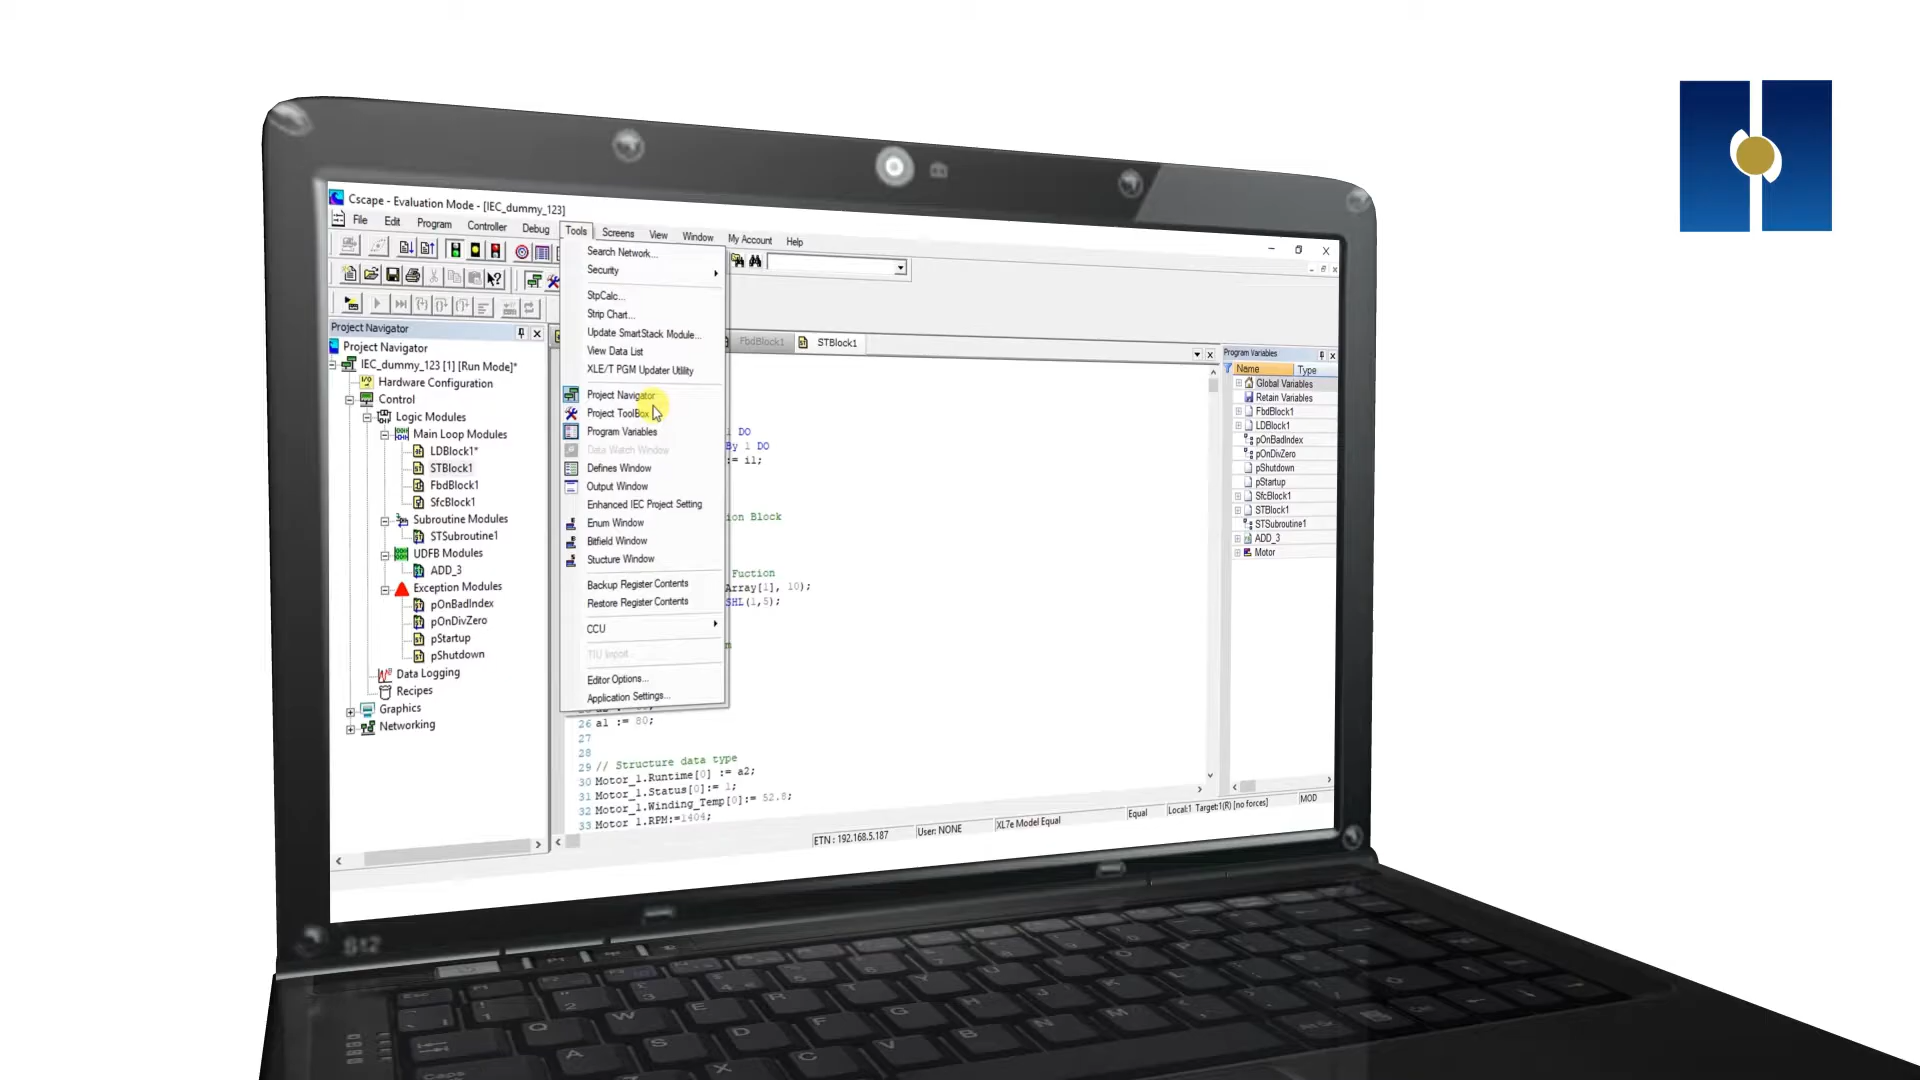 Cscape - Evaluation Mode - [IEC_dummy_123]
File Edit Program Controller Debug Tools Screens View Window My Account Help
Search Network...
Security
StpCalc...
Strip Chart...
Update SmartStack Module...
View Data List
XLE/T PGM Updater Utility
Project Navigator
Project ToolBox
Program Variables
Data Watch Window
Defines Window
Output Window
Enhanced IEC Project Setting
Enum Window
Bitfield Window
Stucture Window
Backup Register Contents
Restore Register Contents
CCU
TIU Import...
Editor Options...
Application Settings...
Project Navigator
Project Navigator
IEC_dummy_123 [1] [Run Mode]*
Hardware Configuration
Control
Logic Modules
Main Loop Modules
LDBlock1*
STBlock1
FbdBlock1
SfcBlock1
Subroutine Modules
STSubroutine1
UDFB Modules
ADD_3
Exception Modules
pOnBadIndex
pOnDivZero
pStartup
pShutdown
Data Logging
Recipes
Graphics
Networking
FbdBlock1 STBlock1
DO
By 1 DO
:= i1;
ion Block
Fuction
Array[1], 10);
SHL(1,5);
26 a1 := 80;
27
28
29 // Structure data type
30 Motor_1.Runtime[0] := a2;
31 Motor_1.Status[0]:= 1;
32 Motor_1.Winding_Temp[0]:= 52.8;
33 Motor_1.RPM:=1404;
Program Variables
Name Type
Global Variables
Retain Variables
FbdBlock1
LDBlock1
pOnBadIndex
pOnDivZero
pShutdown
pStartup
SfcBlock1
STBlock1
STSubroutine1
ADD_3
Motor
ETN : 192.168.5.187 User: NONE XL7e Model Equal Equal Local:1 Target:1(R) [no forces] MOD
S12